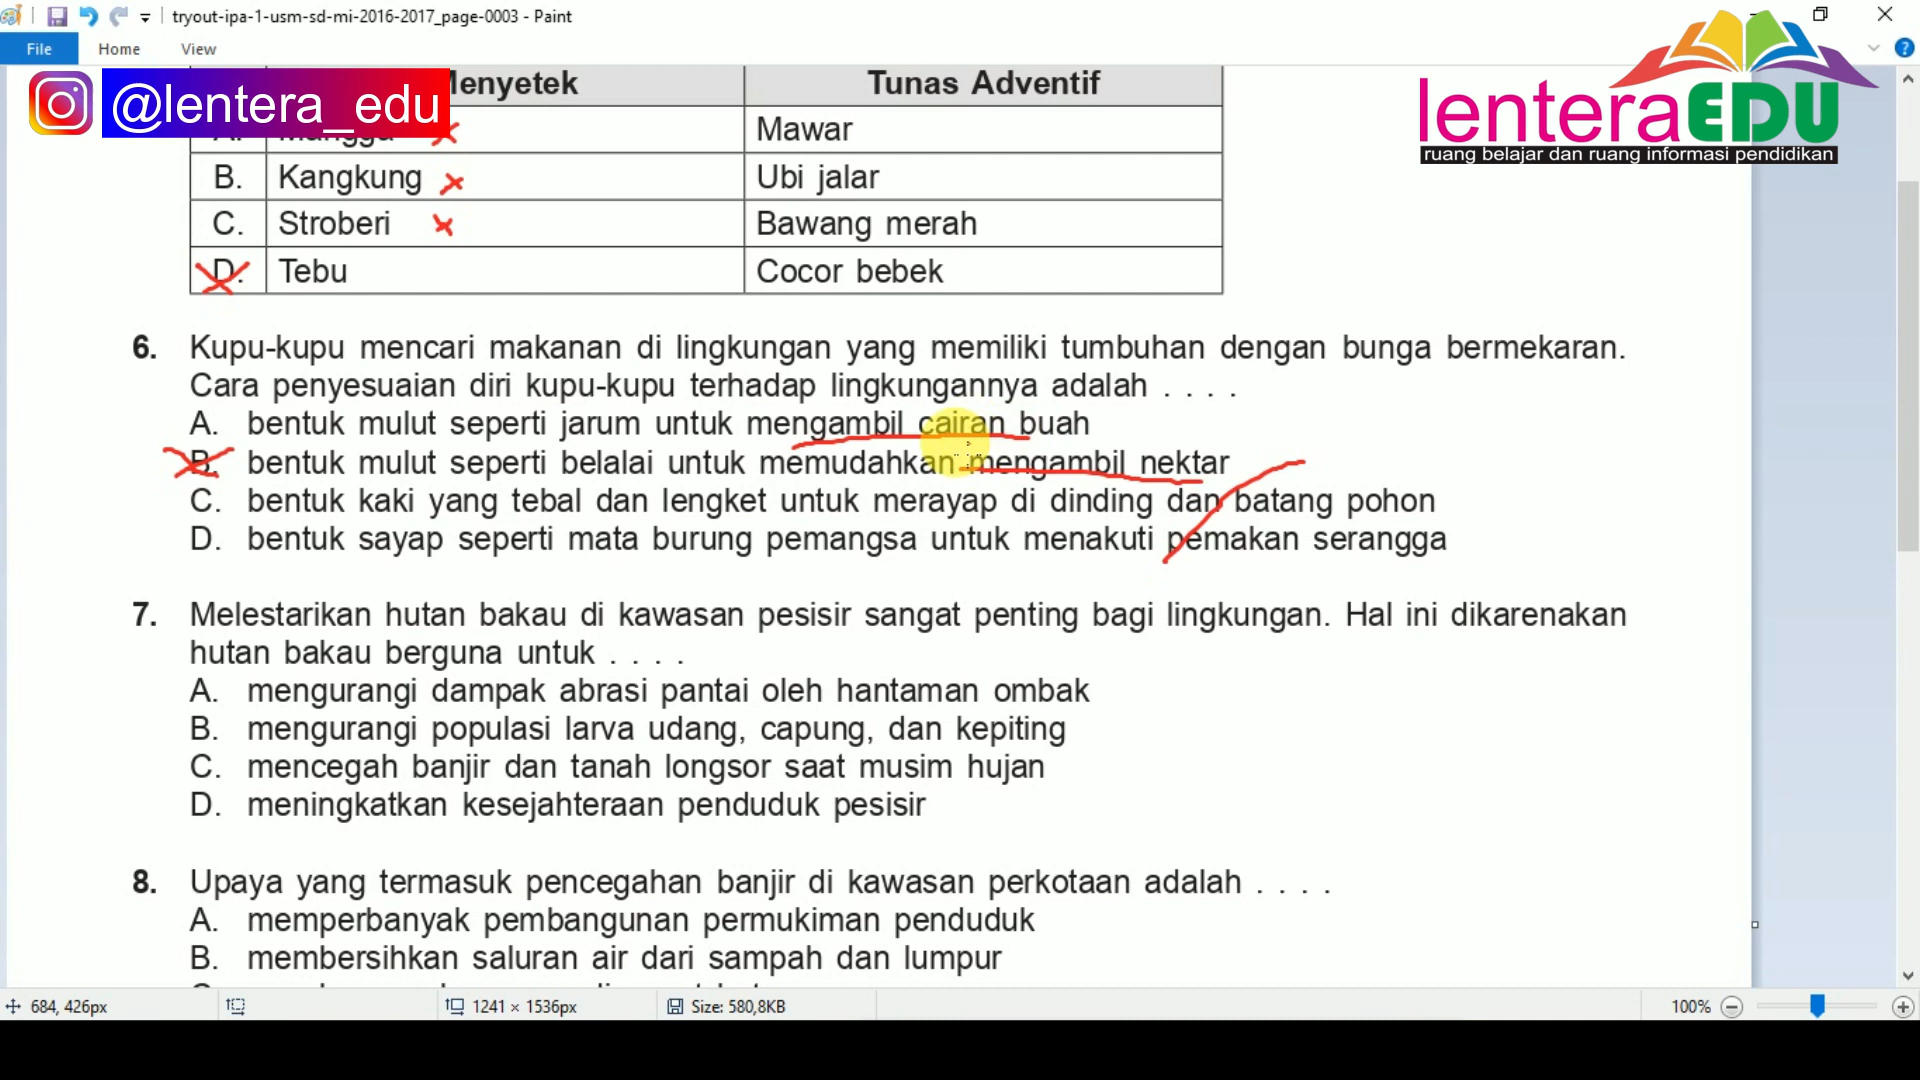 tryout-ipa-1-usm-sd-mi-2016-2017_page-0003 - Paint
File Home View
@lentera_edu
lenteraEDU
ruang belajar dan ruang informasi pendidikan
Menyetek Tunas Adventif
Mawar
B. Kangkung Ubi jalar
C. Stroberi Bawang merah
D. Tebu Cocor bebek
6. Kupu-kupu mencari makanan di lingkungan yang memiliki tumbuhan dengan bunga bermekaran.
Cara penyesuaian diri kupu-kupu terhadap lingkungannya adalah . . . .
A. bentuk mulut seperti jarum untuk mengambil cairan buah
B. bentuk mulut seperti belalai untuk memudahkan mengambil nektar
C. bentuk kaki yang tebal dan lengket untuk merayap di dinding dan batang pohon
D. bentuk sayap seperti mata burung pemangsa untuk menakuti pemakan serangga
7. Melestarikan hutan bakau di kawasan pesisir sangat penting bagi lingkungan. Hal ini dikarenakan
hutan bakau berguna untuk . . . .
A. mengurangi dampak abrasi pantai oleh hantaman ombak
B. mengurangi populasi larva udang, capung, dan kepiting
C. mencegah banjir dan tanah longsor saat musim hujan
D. meningkatkan kesejahteraan penduduk pesisir
8. Upaya yang termasuk pencegahan banjir di kawasan perkotaan adalah . . . .
A. memperbanyak pembangunan permukiman penduduk
B. membersihkan saluran air dari sampah dan lumpur
684, 426px 1241 × 1536px Size: 580,8KB 100%